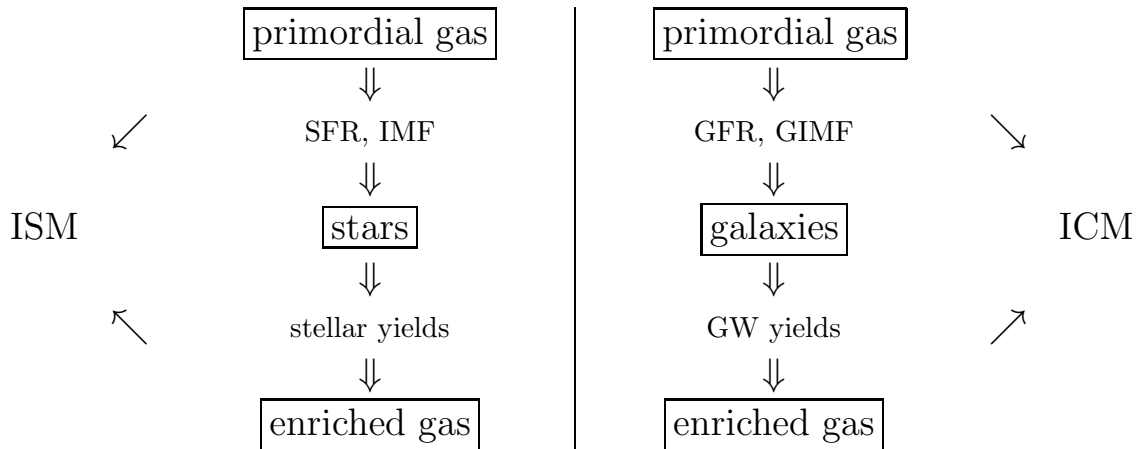 primordial gas
⇓
SFR, IMF
⇓
ISM
stars
⇓
stellar yields
⇓
enriched gas
primordial gas
⇓
GFR, GIMF
⇓
galaxies
ICM
⇓
GW yields
⇓
enriched gas